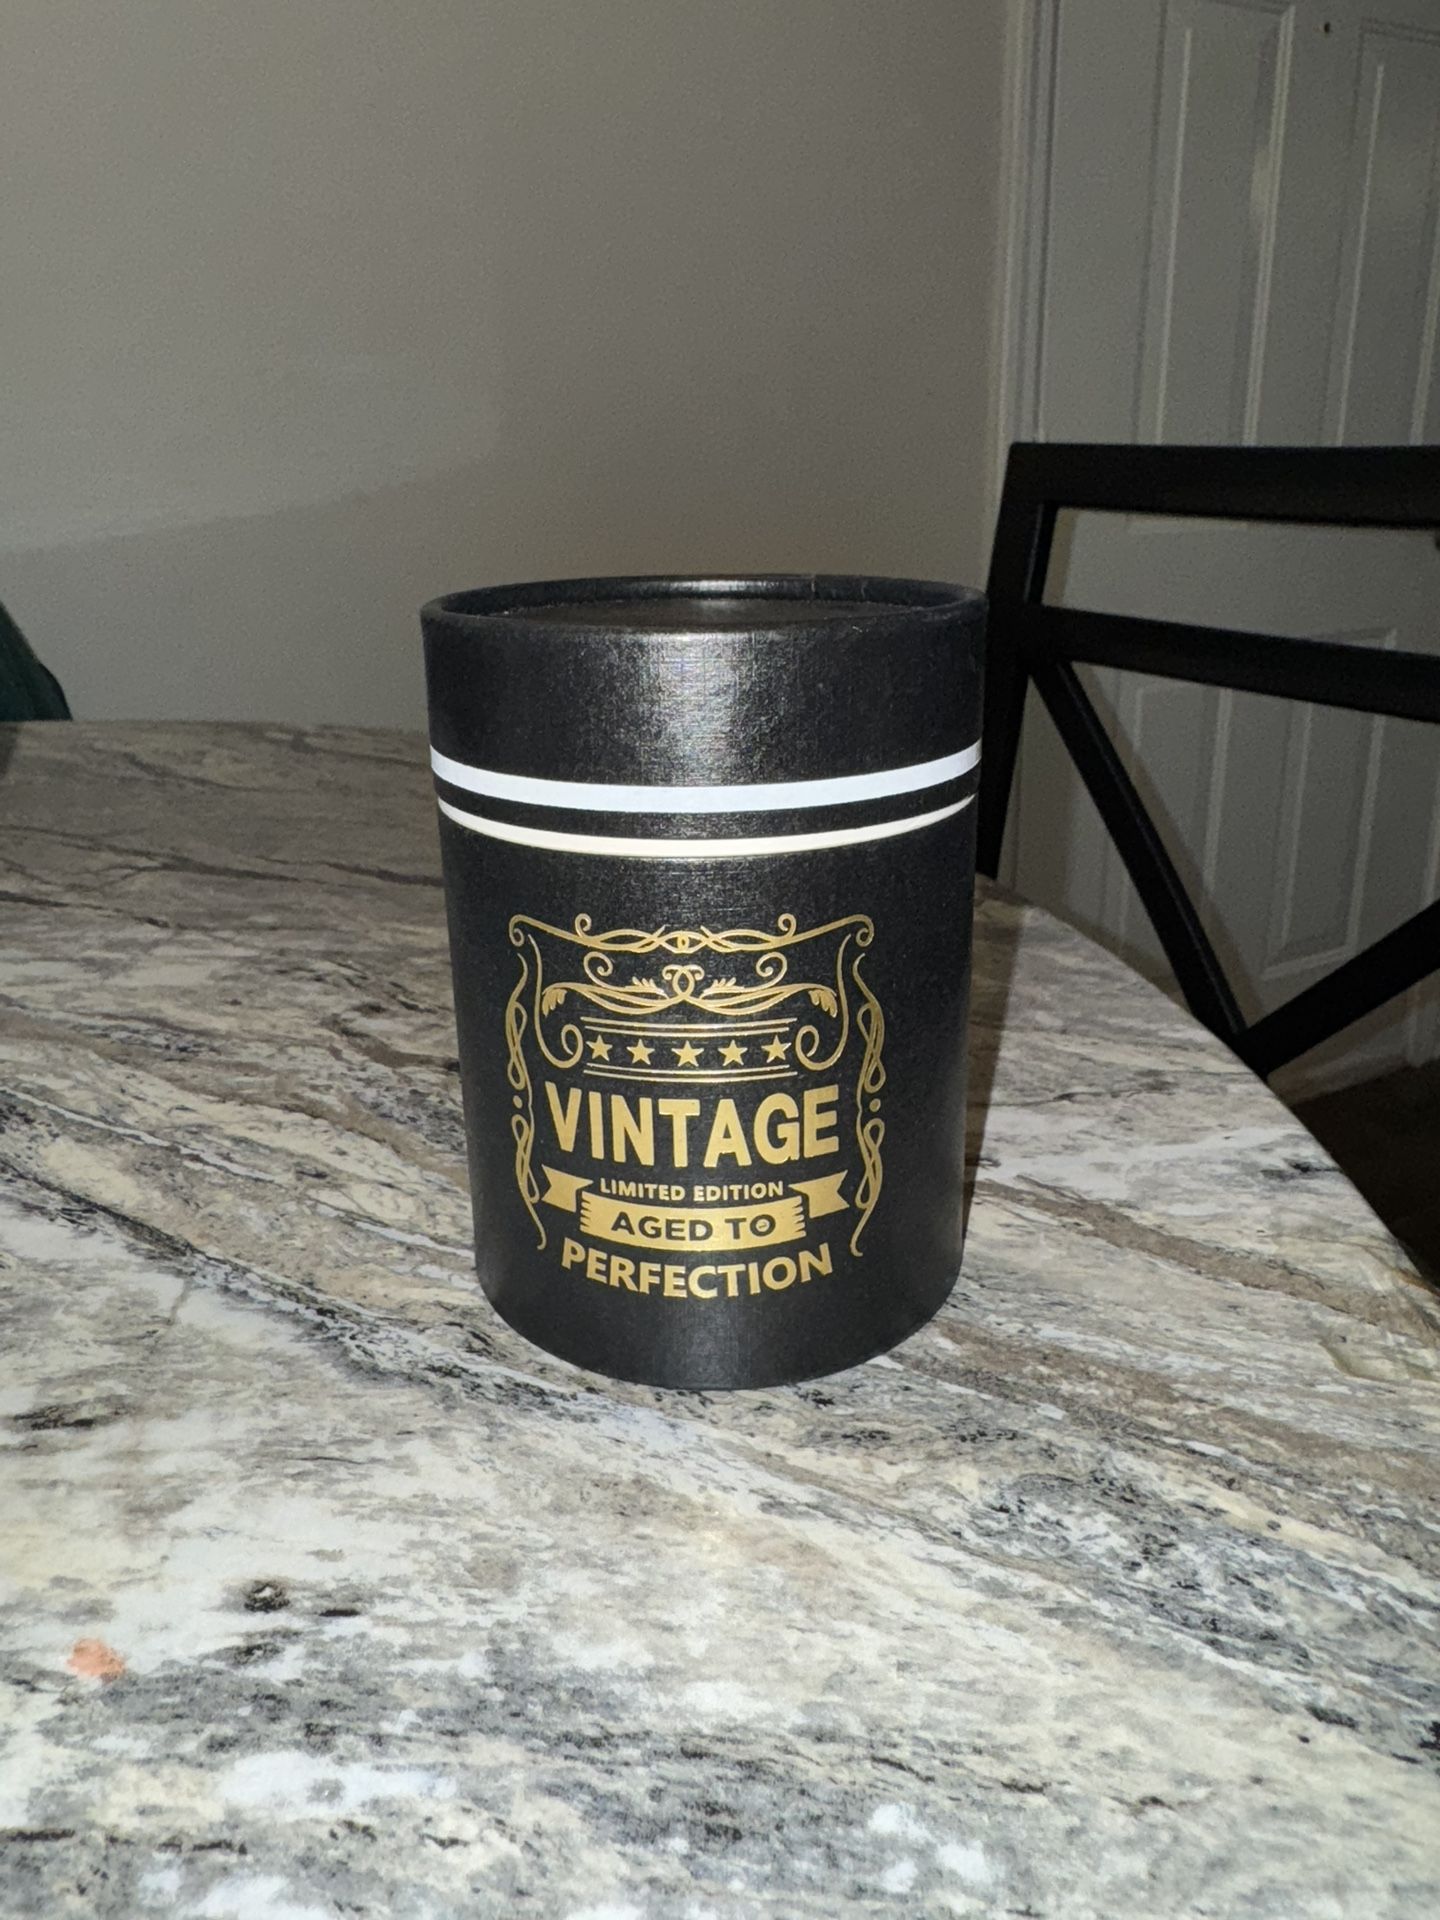 VINTAGE
LIMITED EDITION
AGED TO
PERFECTION